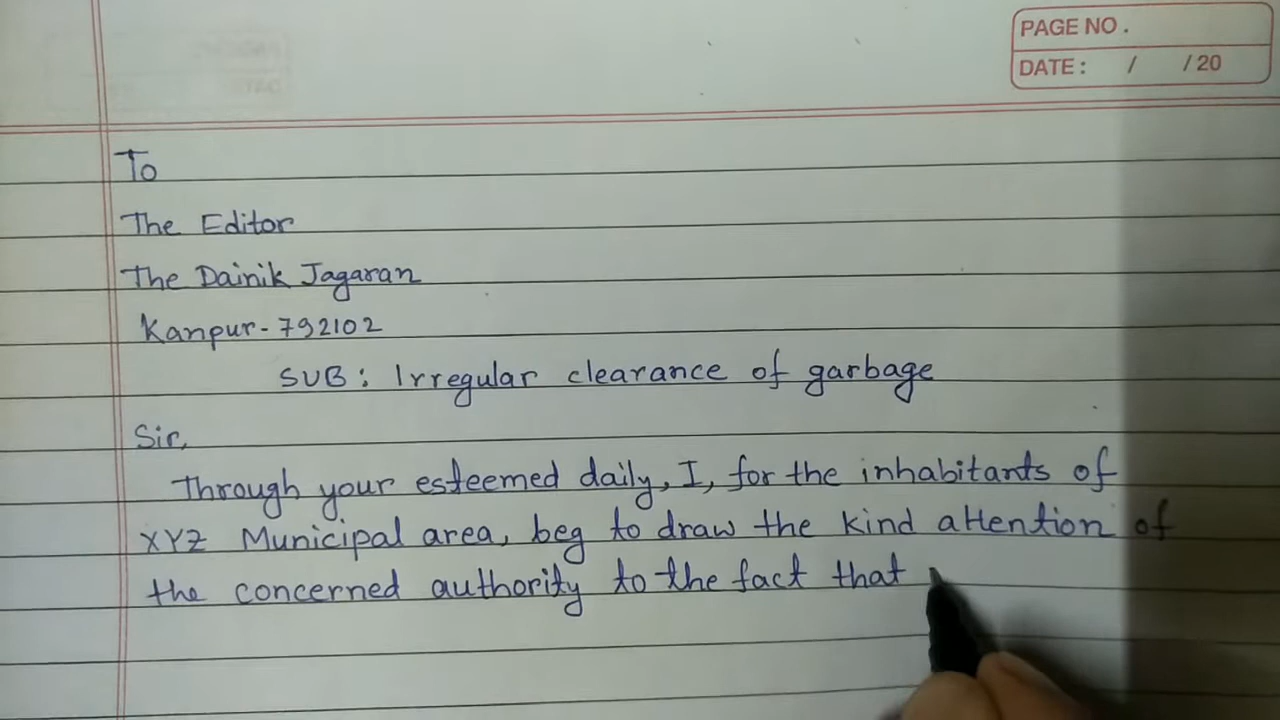 PAGE NO.
DATE: / /20
To
The Editor
The Dainik Jagaran
Kanpur-792102
SUB: Irregular clearance of garbage
Sir,
Through your esteemed daily, I, for the inhabitants of
XYZ Municipal area, beg to draw the kind attention of
the concerned authority to the fact that